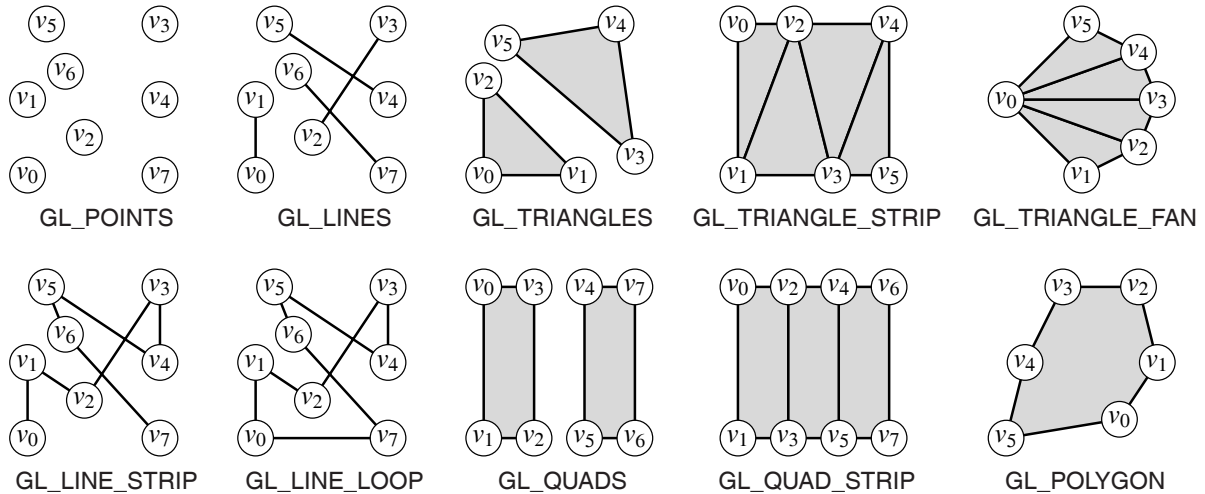 v5 v3 v6 v1 v4 v2 v0 v7
GL_POINTS
v5 v3 v6 v1 v4 v2 v0 v7
GL_LINES
v4 v5 v2 v3 v0 v1
GL_TRIANGLES
v0 v2 v4 v1 v3 v5
GL_TRIANGLE_STRIP
v5 v4 v0 v3 v2 v1
GL_TRIANGLE_FAN
v5 v3 v6 v1 v4 v2 v0 v7
GL_LINE_STRIP
v5 v3 v6 v1 v4 v2 v0 v7
GL_LINE_LOOP
v0 v3 v4 v7 v1 v2 v5 v6
GL_QUADS
v0 v2 v4 v6 v1 v3 v5 v7
GL_QUAD_STRIP
v3 v2 v4 v1 v0 v5
GL_POLYGON